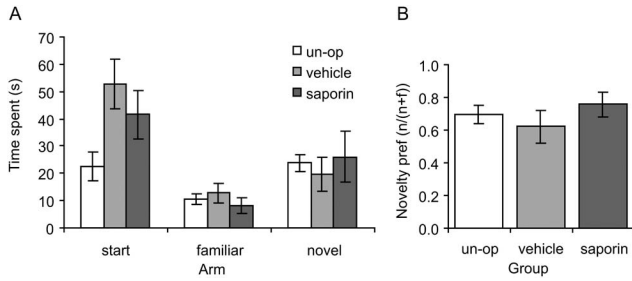 A
Time spent (s)
70
60
50
40
30
20
10
0
un-op
vehicle
saporin
start familiar novel
Arm
B
Novelty pref (n/(n+f))
1.0
0.8
0.6
0.4
0.2
0.0
un-op vehicle saporin
Group